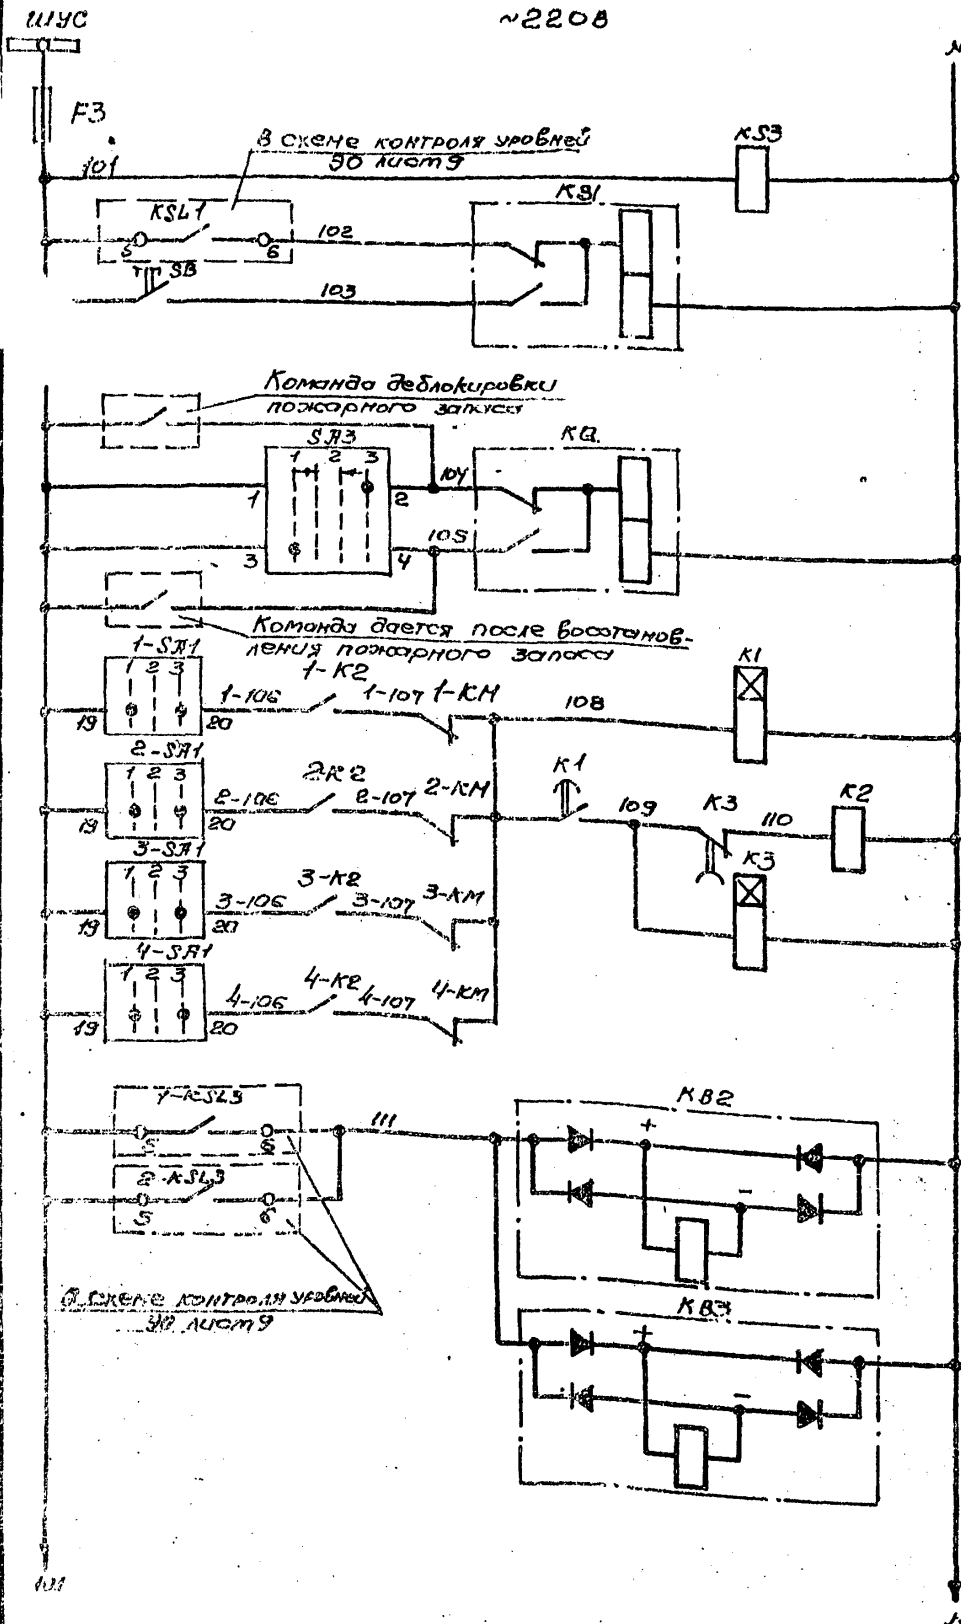 ШУС
~220В
N
F3
В схеме контроля уровней
ЭО лист 9
KS3
101
KSL1
5
6
102
KB1
SB
103
Команда деблокировки
пожарного запаса
SA3
1 2 3
1
2
3
4
104
105
KQ
Команда дается после восстанов-
ления пожарного запаса
1-SA1
1 2 3
19
20
1-106
1-K2
1-107
1-KM
108
K1
2-SA1
1 2 3
19
20
2-106
2K2
2-107
2-KM
K1
109
K3
110
K2
3-SA1
1 2 3
19
20
3-106
3-K2
3-107
3-KM
K3
4-SA1
1 2 3
19
20
4-106
4-K2
4-107
4-KM
1-KSL3
5
6
111
2-KSL3
5
6
KB2
+
-
В схеме контроля уровней
ЭО лист 9
KB3
+
-
101